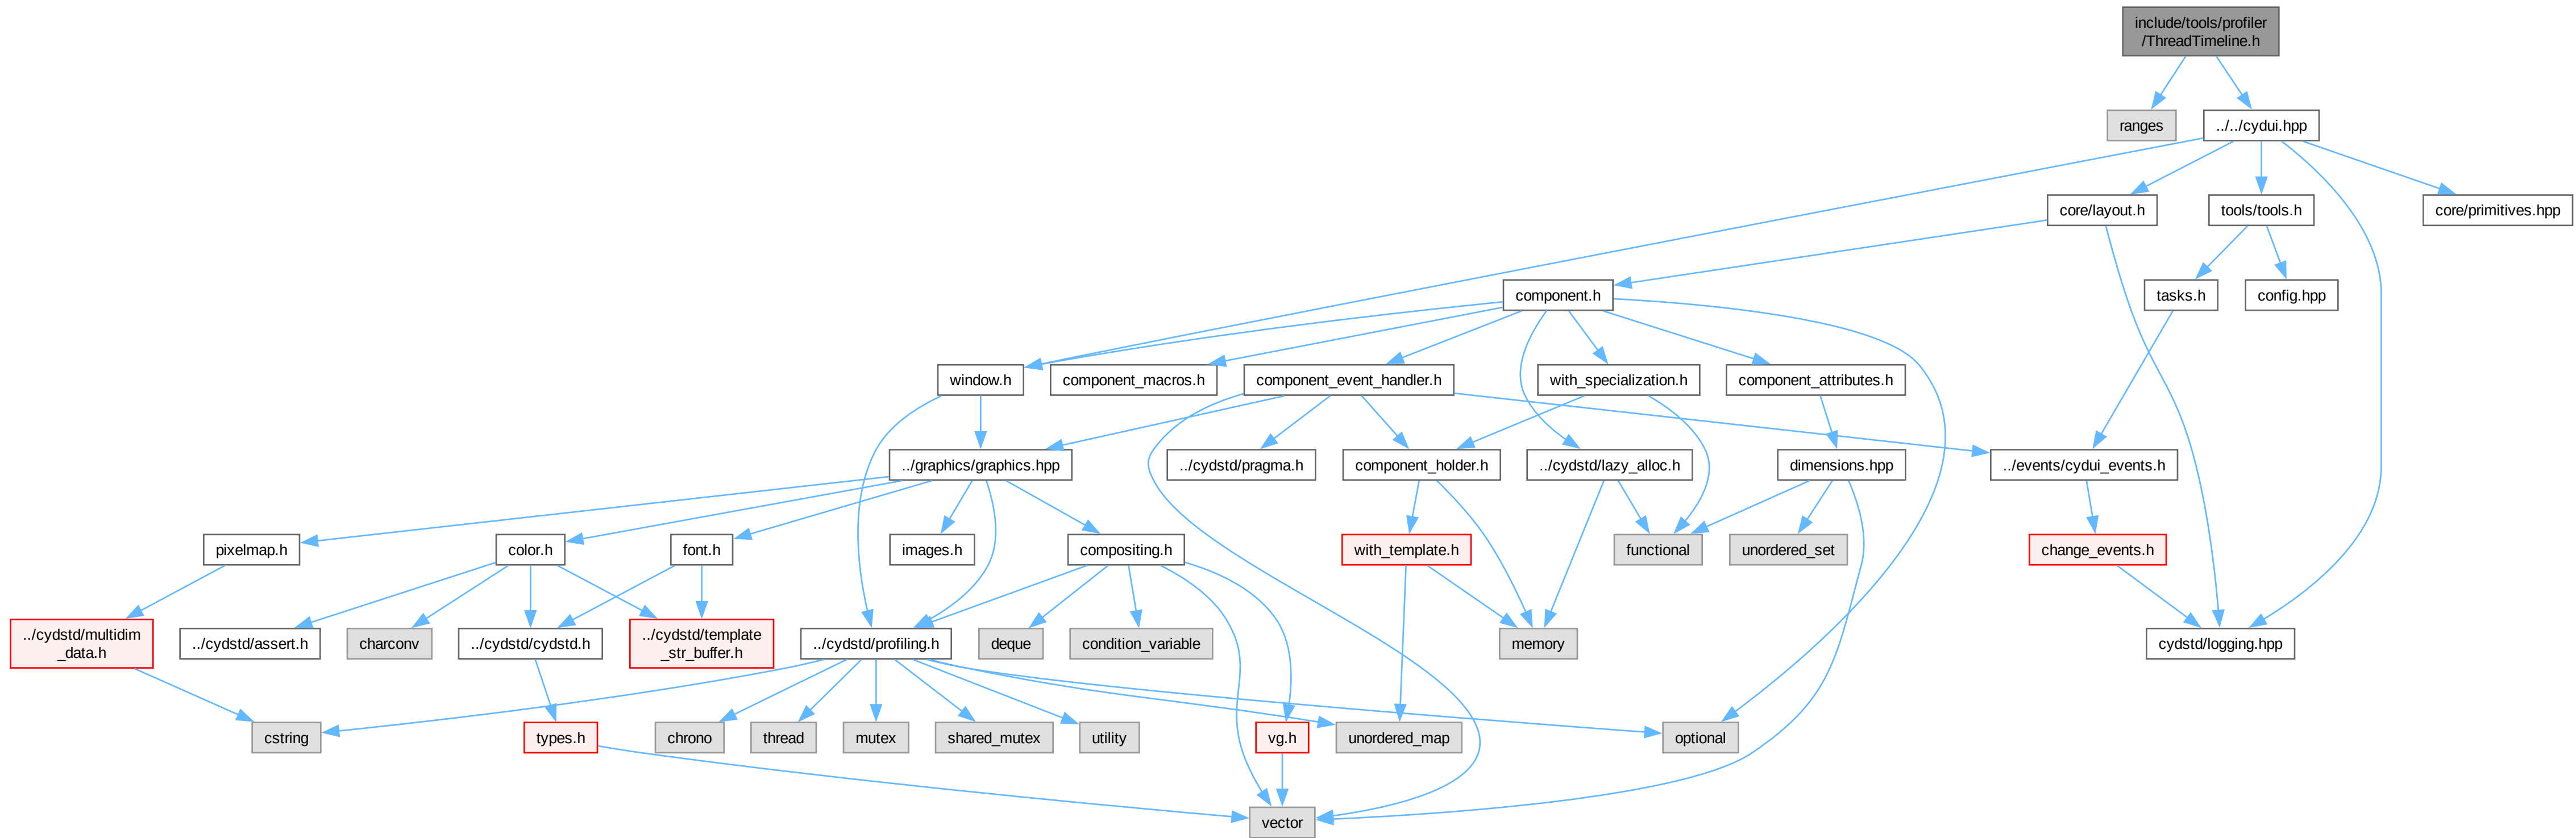 include/tools/profiler
/ThreadTimeline.h
ranges
../../cydui.hpp
core/layout.h
tools/tools.h
core/primitives.hpp
component.h
tasks.h
config.hpp
window.h
component_macros.h
component_event_handler.h
with_specialization.h
component_attributes.h
../graphics/graphics.hpp
../cydstd/pragma.h
component_holder.h
../cydstd/lazy_alloc.h
dimensions.hpp
../events/cydui_events.h
pixelmap.h
color.h
font.h
images.h
compositing.h
with_template.h
functional
unordered_set
change_events.h
../cydstd/multidim
_data.h
../cydstd/assert.h
charconv
../cydstd/cydstd.h
../cydstd/template
_str_buffer.h
../cydstd/profiling.h
deque
condition_variable
memory
cydstd/logging.hpp
cstring
types.h
chrono
thread
mutex
shared_mutex
utility
vg.h
unordered_map
optional
vector